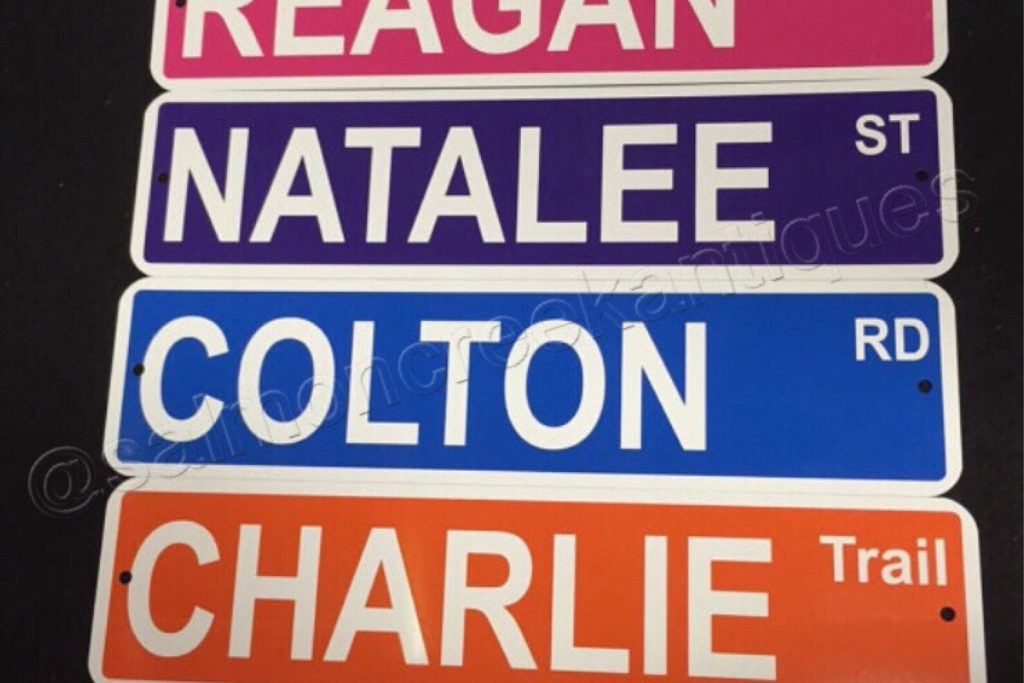 REAGAN
NATALEE ST
COLTON RD
CHARLIE Trail
@salmoncreekantiques